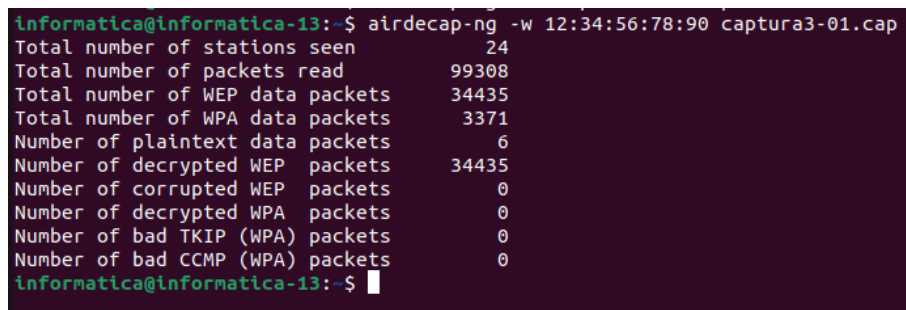 informatica@informatica-13:~$ airdecap-ng -w 12:34:56:78:90 captura3-01.cap
Total number of stations seen           24
Total number of packets read         99308
Total number of WEP data packets     34435
Total number of WPA data packets      3371
Number of plaintext data packets         6
Number of decrypted WEP  packets     34435
Number of corrupted WEP  packets         0
Number of decrypted WPA  packets         0
Number of bad TKIP (WPA) packets         0
Number of bad CCMP (WPA) packets         0
informatica@informatica-13:~$